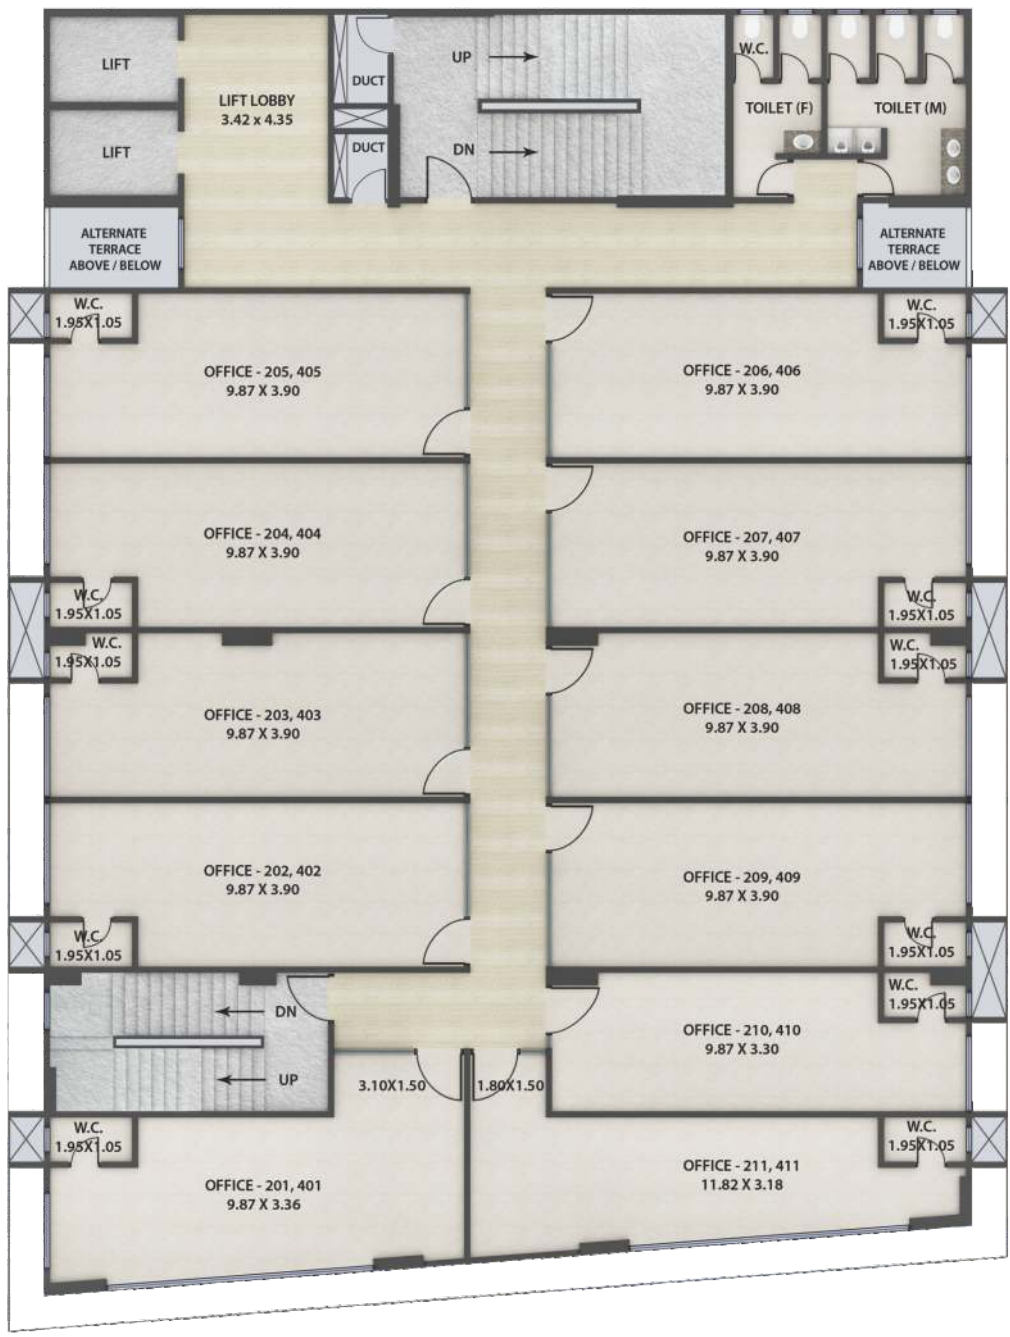 LIFT
LIFT LOBBY
3.42 x 4.35
LIFT
DUCT
DUCT
UP
DN
W.C.
TOILET (F)
TOILET (M)
ALTERNATE
TERRACE
ABOVE / BELOW
ALTERNATE
TERRACE
ABOVE / BELOW
W.C.
1.95X1.05
OFFICE - 205, 405
9.87 X 3.90
OFFICE - 206, 406
9.87 X 3.90
W.C.
1.95X1.05
OFFICE - 204, 404
9.87 X 3.90
W.C.
1.95X1.05
OFFICE - 207, 407
9.87 X 3.90
W.C.
1.95X1.05
W.C.
1.95X1.05
OFFICE - 203, 403
9.87 X 3.90
OFFICE - 208, 408
9.87 X 3.90
W.C.
1.95X1.05
OFFICE - 202, 402
9.87 X 3.90
W.C.
1.95X1.05
OFFICE - 209, 409
9.87 X 3.90
W.C.
1.95X1.05
DN
UP
OFFICE - 210, 410
9.87 X 3.30
W.C.
1.95X1.05
3.10X1.50
1.80X1.50
W.C.
1.95X1.05
OFFICE - 201, 401
9.87 X 3.36
OFFICE - 211, 411
11.82 X 3.18
W.C.
1.95X1.05